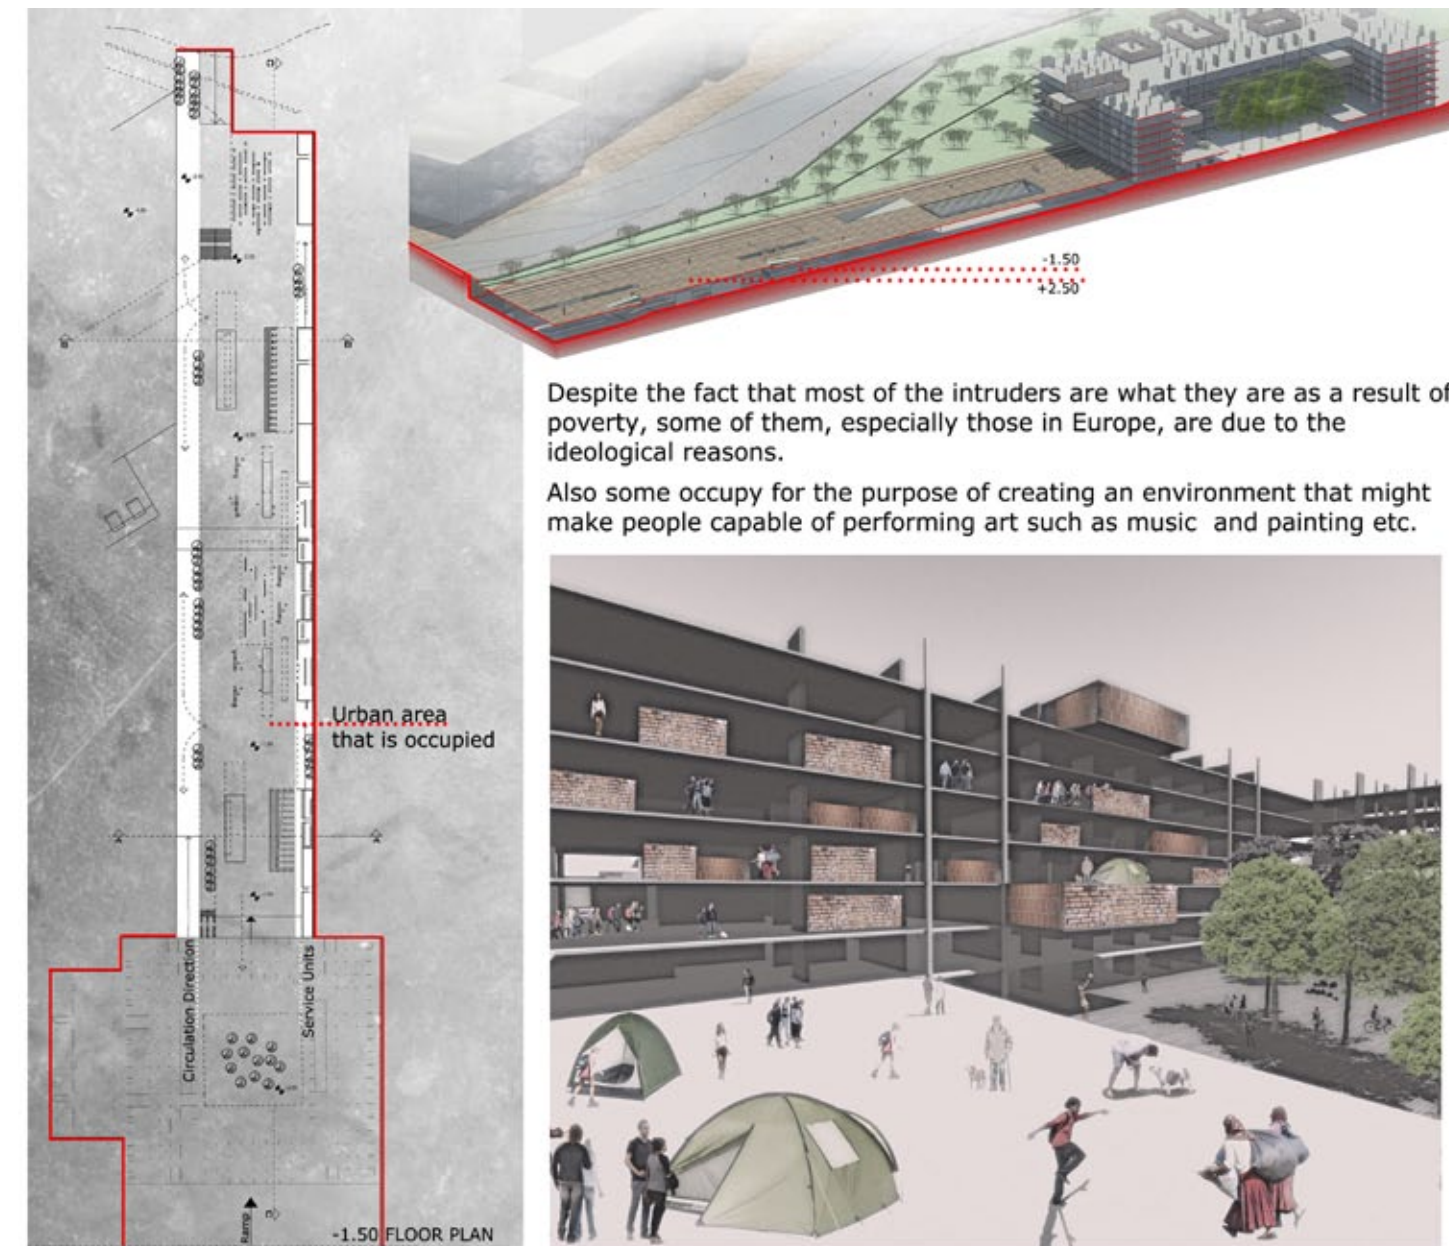 -1.50
+2.50
Despite the fact that most of the intruders are what they are as a result of
poverty, some of them, especially those in Europe, are due to the
ideological reasons.
Also some occupy for the purpose of creating an environment that might
make people capable of performing art such as music  and painting etc.
Urban area
that is occupied
Circulation Direction
Service Units
Ramp
-1.50 FLOOR PLAN